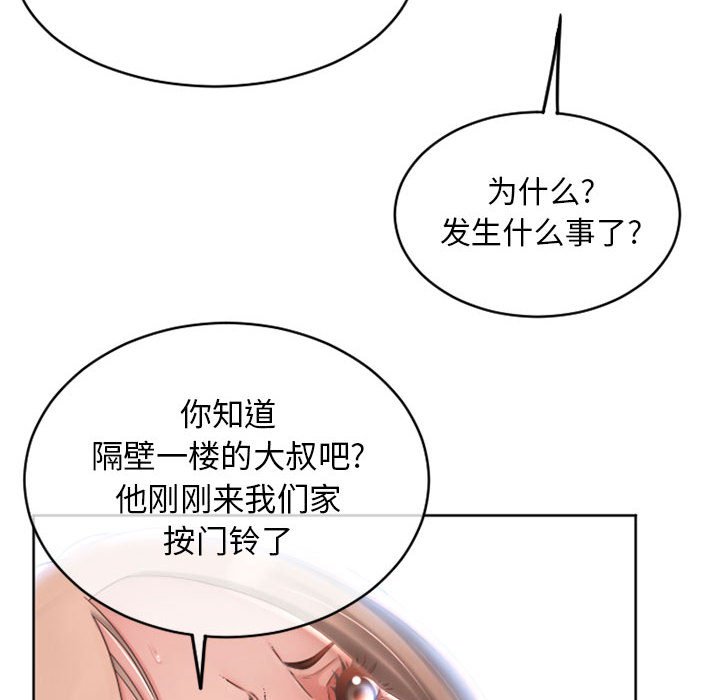 为什么?
发生什么事了?
你知道
隔壁一楼的大叔吧?
他刚刚来我们家
按门铃了